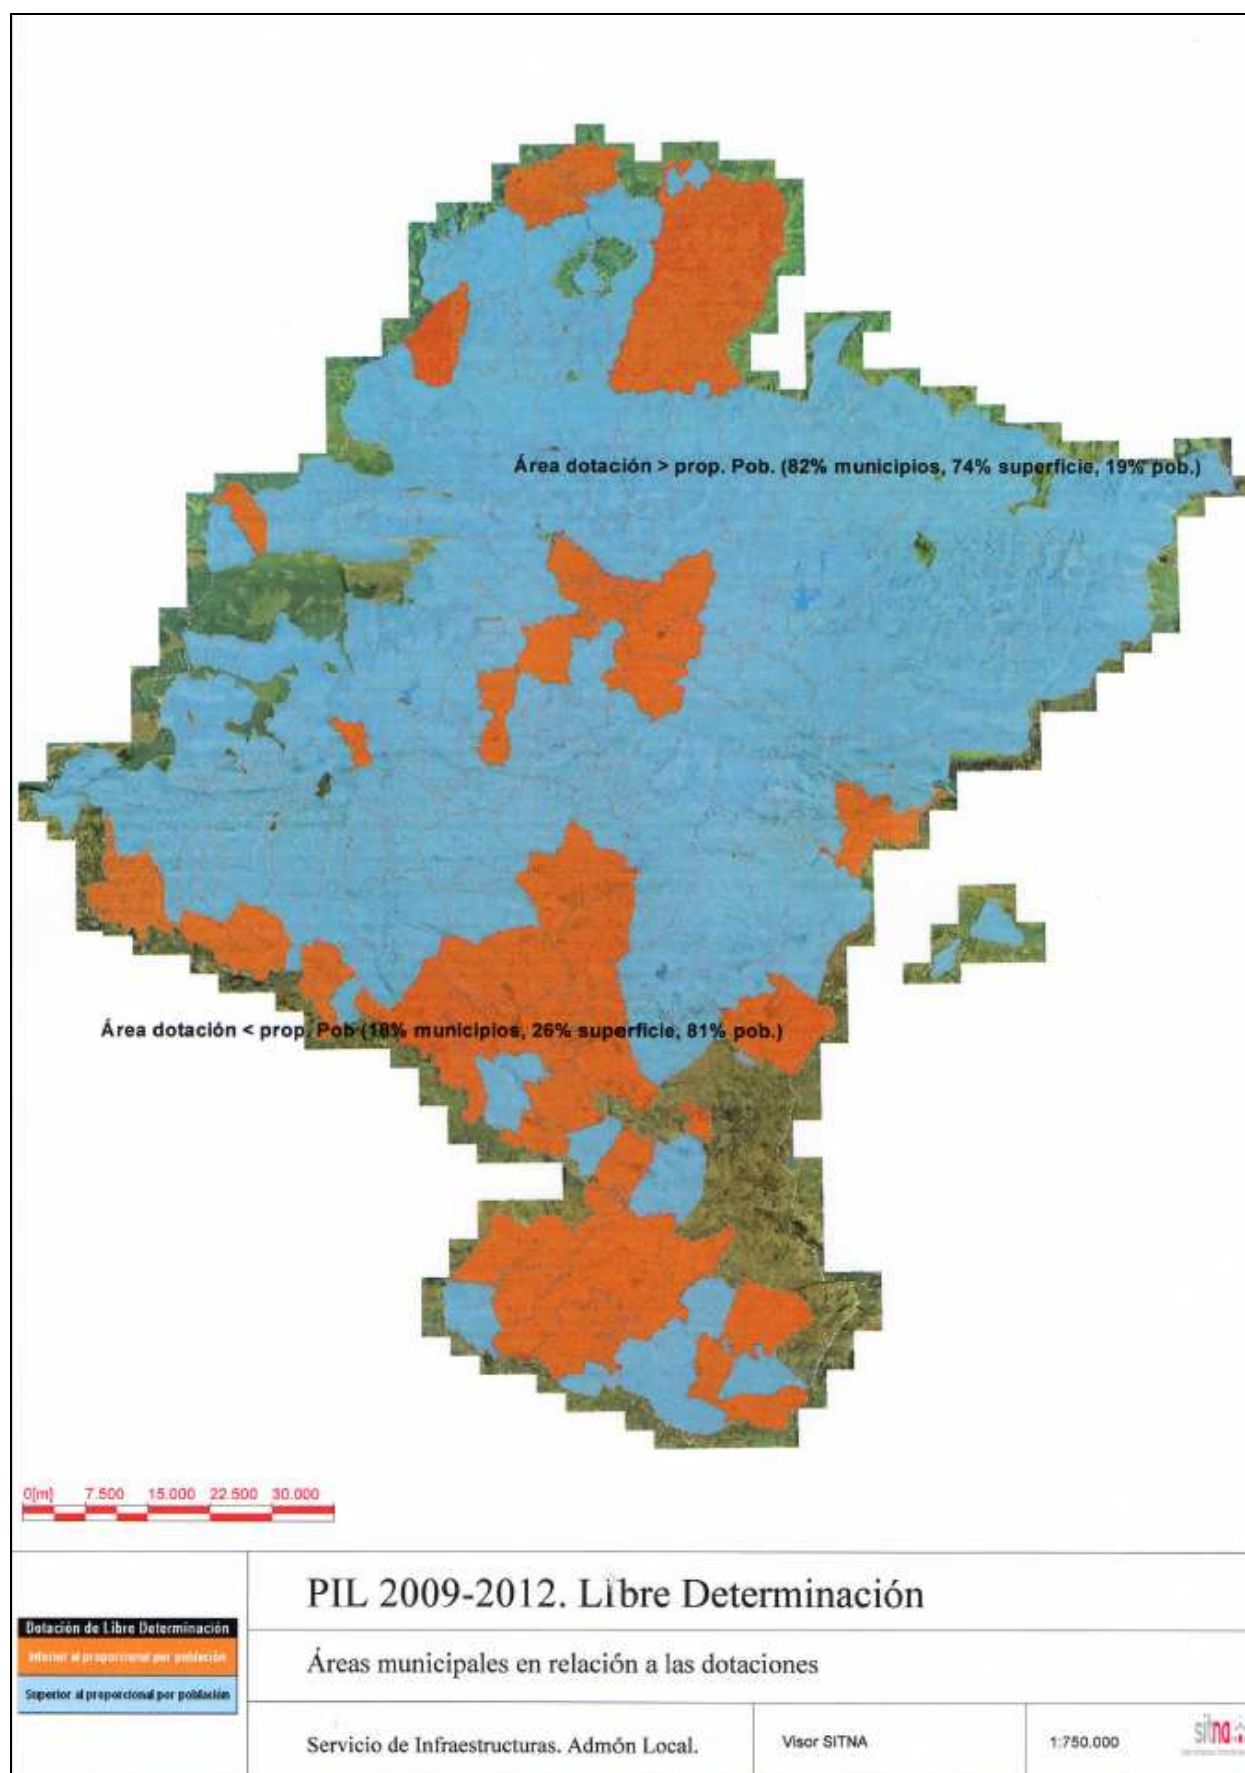 Área dotación > prop. Pob. (82% municipios, 74% superficie, 19% pob.)
Área dotación < prop. Pob (18% municipios, 26% superficie, 81% pob.)
0[m] 7.500 15.000 22.500 30.000
PIL 2009-2012. Libre Determinación
Dotación de Libre Determinación
Inferior al proporcional por población
Superior al proporcional por población
Áreas municipales en relación a las dotaciones
Servicio de Infraestructuras. Admón Local.
Visor SITNA
1:750.000
sitna